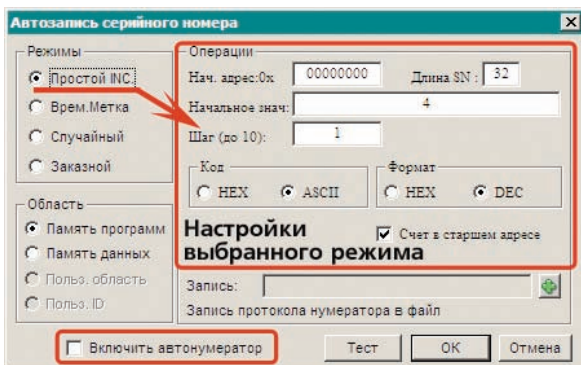 Автозапись серийного номера
Режимы
Простой INC.
Врем.Метка
Случайный
Заказной
Область
Память программ
Память данных
Польз. область
Польз. ID
Операции
Нач. адрес:0x 00000000 Длина SN : 32
Начальное знач: 4
Шаг (до 10): 1
Код
HEX ASCII
Формат
HEX DEC
Настройки
выбранного режима
Счет в старшем адресе
Запись:
Запись протокола нумератора в файл
Включить автонумератор Тест OK Отмена